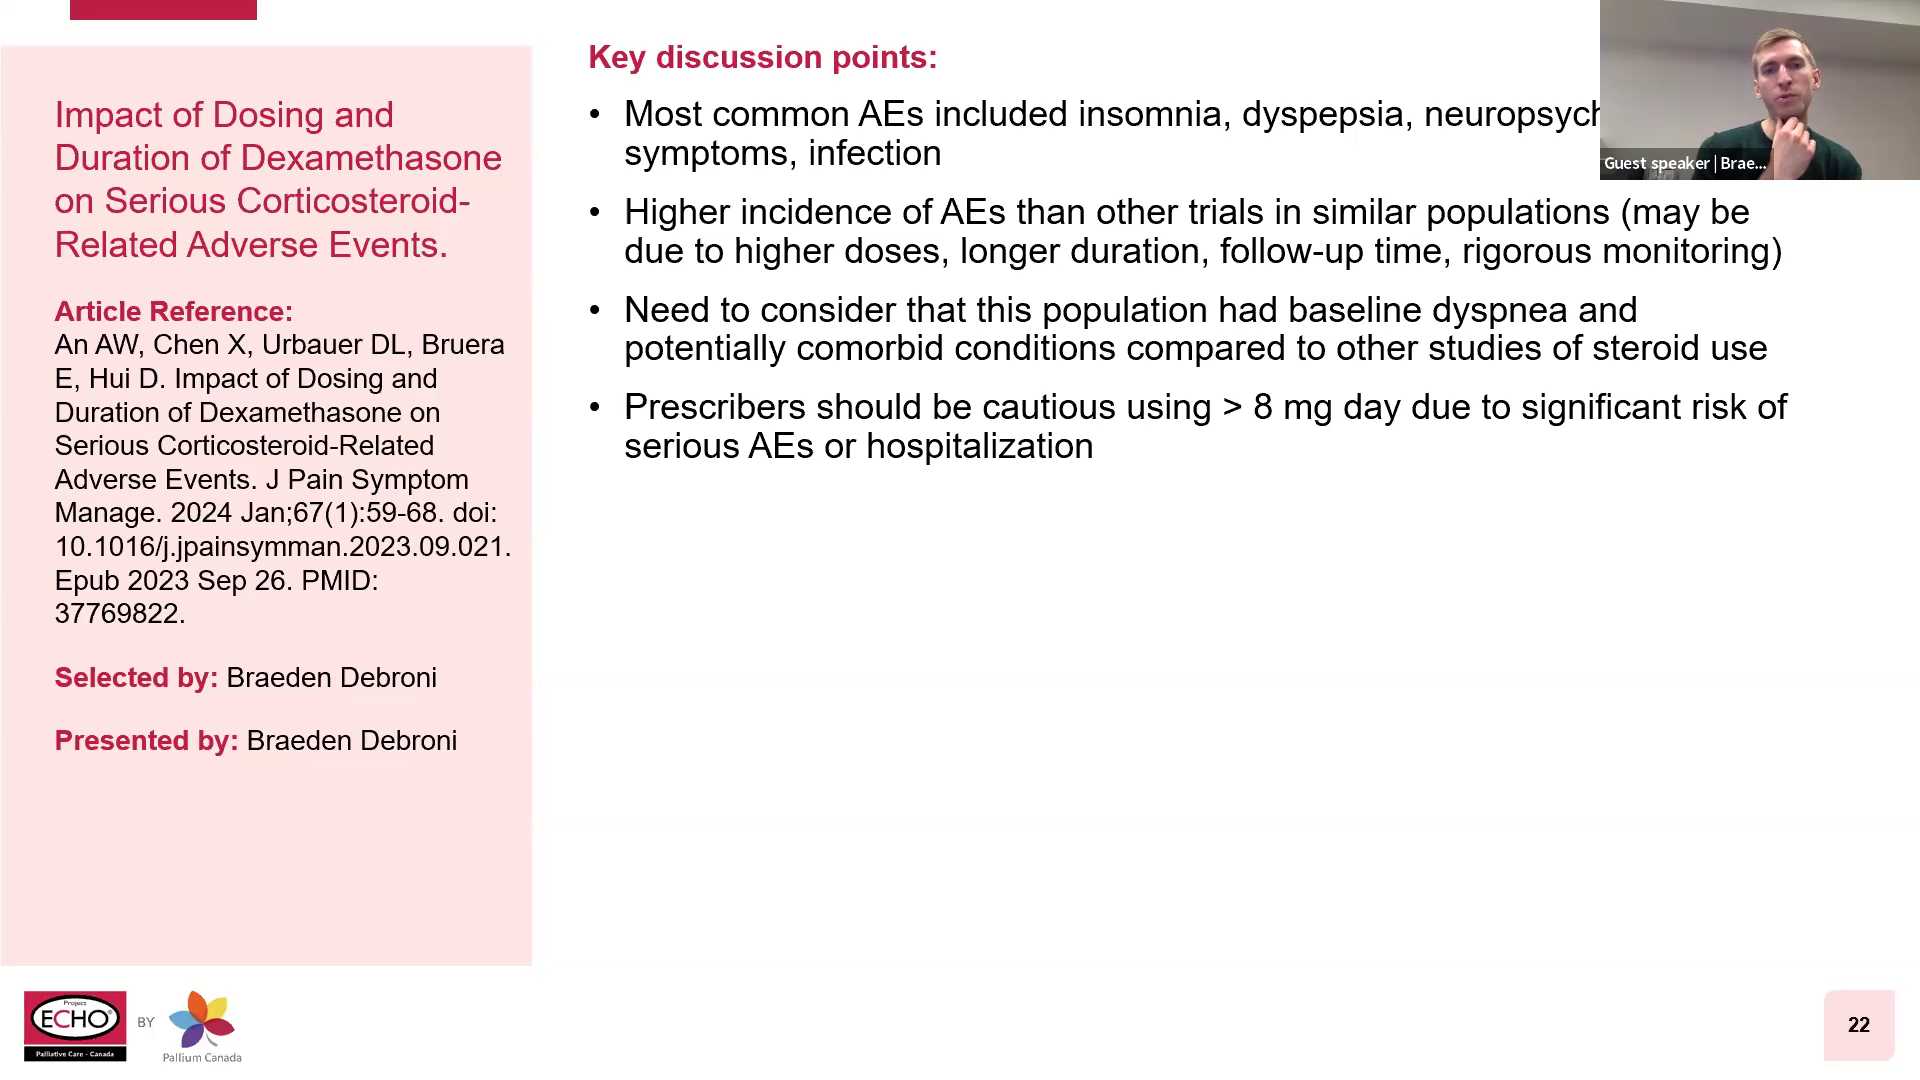 Impact of Dosing and
Duration of Dexamethasone
on Serious Corticosteroid-
Related Adverse Events.
Article Reference:
An AW, Chen X, Urbauer DL, Bruera
E, Hui D. Impact of Dosing and
Duration of Dexamethasone on
Serious Corticosteroid-Related
Adverse Events. J Pain Symptom
Manage. 2024 Jan;67(1):59-68. doi:
10.1016/j.jpainsymman.2023.09.021.
Epub 2023 Sep 26. PMID:
37769822.
Selected by: Braeden Debroni
Presented by: Braeden Debroni
Key discussion points:
• Most common AEs included insomnia, dyspepsia, neuropsych
symptoms, infection
• Higher incidence of AEs than other trials in similar populations (may be
due to higher doses, longer duration, follow-up time, rigorous monitoring)
• Need to consider that this population had baseline dyspnea and
potentially comorbid conditions compared to other studies of steroid use
• Prescribers should be cautious using > 8 mg day due to significant risk of
serious AEs or hospitalization
Guest speaker | Brae...
Project
ECHO®
Palliative Care - Canada
BY
Pallium Canada
22